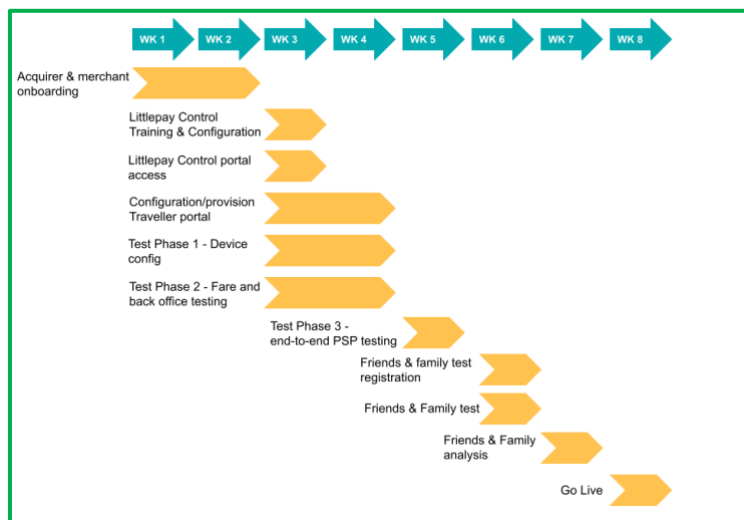 WK 1
WK 2
WK 3
WK 4
WK 5
WK 6
WK 7
WK 8
Acquirer & merchant
onboarding
Littlepay Control
Training & Configuration
Littlepay Control portal
access
Configuration/provision
Traveller portal
Test Phase 1 - Device
config
Test Phase 2 - Fare and
back office testing
Test Phase 3 -
end-to-end PSP testing
Friends & family test
registration
Friends & Family test
Friends & Family
analysis
Go Live